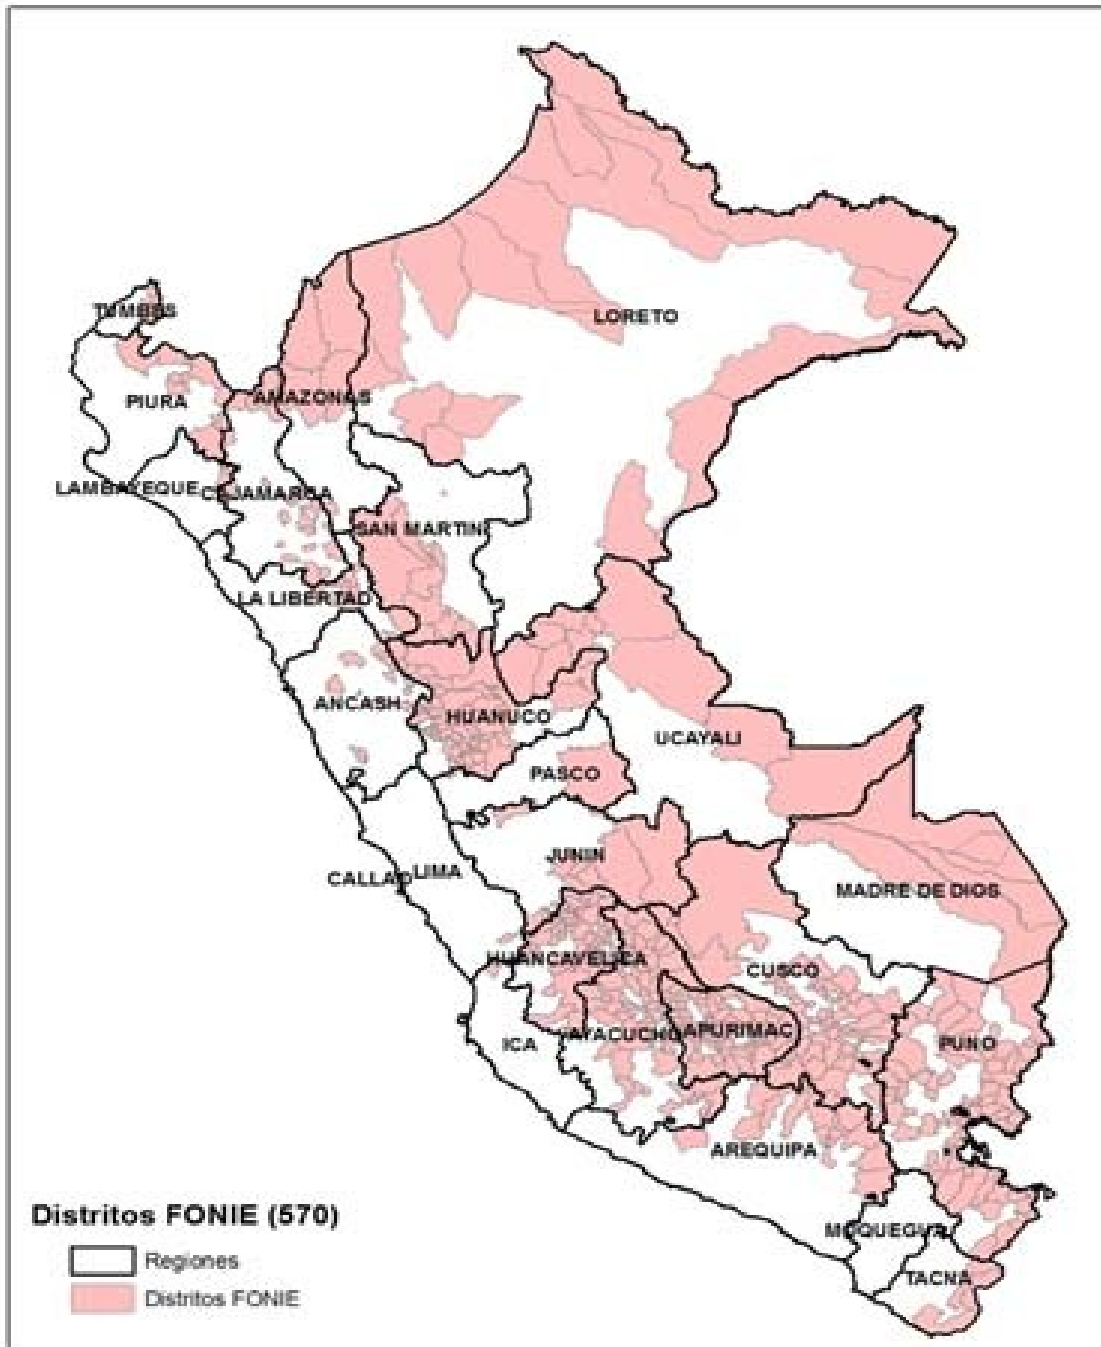 LORETO
TUMBES
AMAZONAS
PIURA
LAMBAYEQUE
CAJAMARCA
SAN MARTIN
LA LIBERTAD
ANCASH
HUANUCO
UCAYALI
PASCO
JUNIN
LIMA
CALLAO
MADRE DE DIOS
HUANCAVELICA
CUSCO
AYACUCHO
APURIMAC
ICA
PUNO
AREQUIPA
MOQUEGUA
TACNA
Distritos FONIE (570)
Regiones
Distritos FONIE